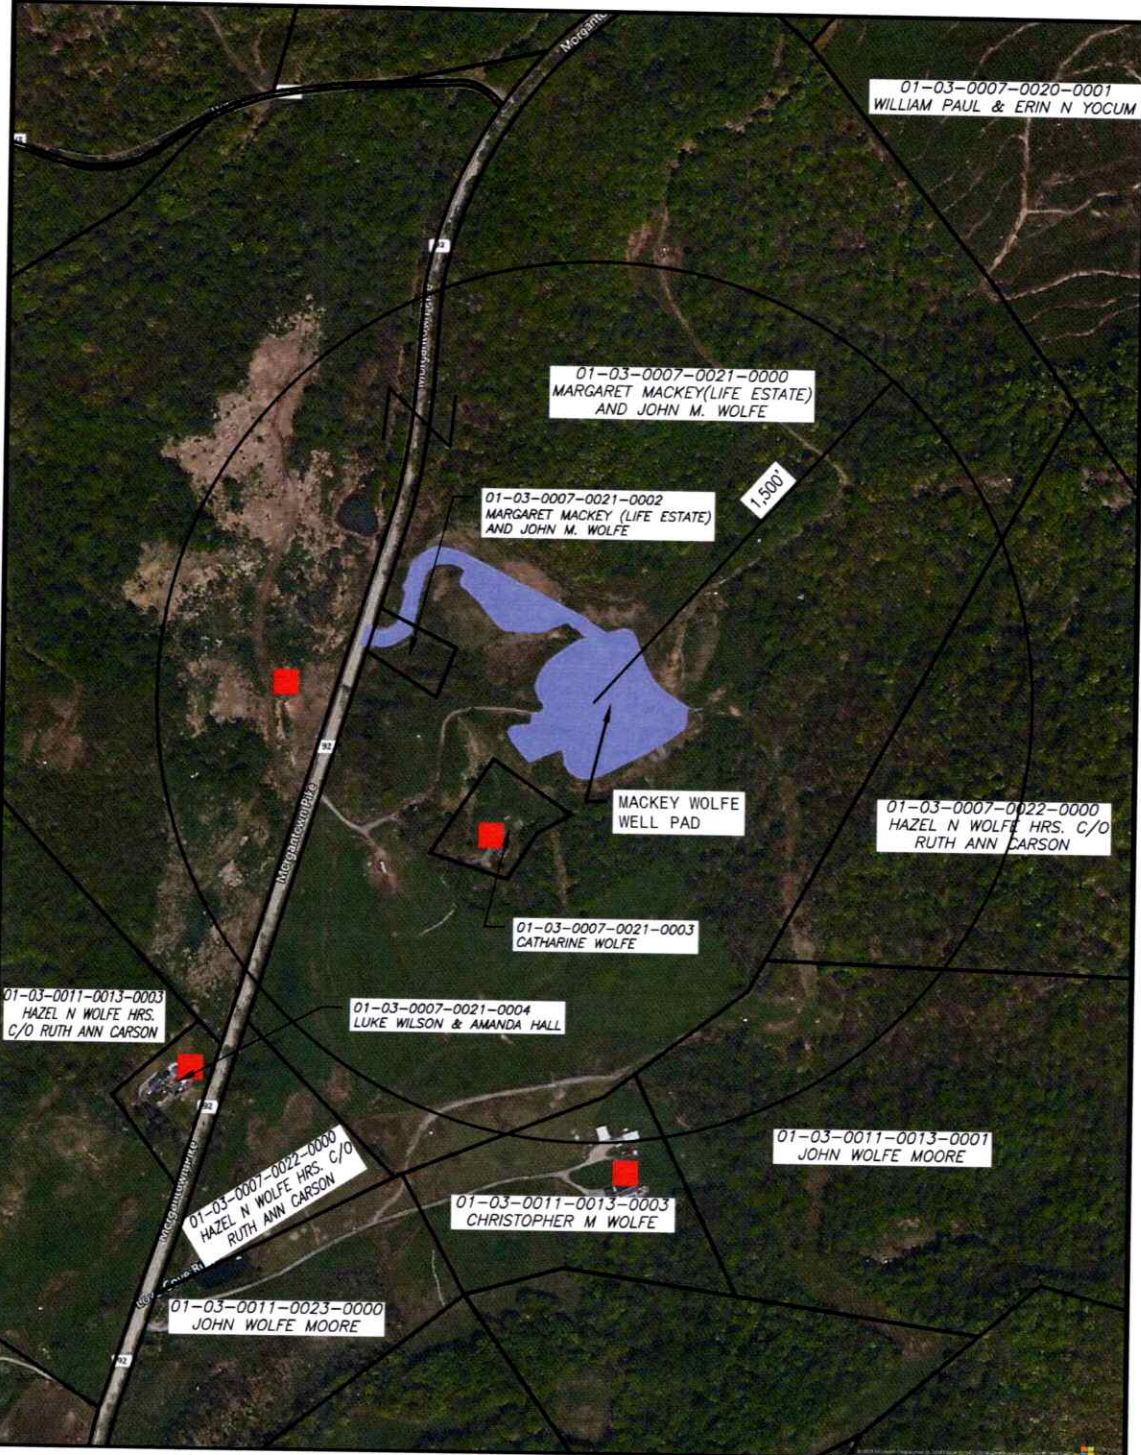 Morganto
01-03-0007-0020-0001
WILLIAM PAUL & ERIN N YOCUM
92
01-03-0007-0021-0000
MARGARET MACKEY(LIFE ESTATE)
AND JOHN M. WOLFE
1,500'
01-03-0007-0021-0002
MARGARET MACKEY (LIFE ESTATE)
AND JOHN M. WOLFE
92
Morgantown Pike
MACKEY WOLFE
WELL PAD
01-03-0007-0022-0000
HAZEL N WOLFE HRS. C/O
RUTH ANN CARSON
01-03-0007-0021-0003
CATHARINE WOLFE
01-03-0011-0013-0003
HAZEL N WOLFE HRS.
C/O RUTH ANN CARSON
01-03-0007-0021-0004
LUKE WILSON & AMANDA HALL
92
01-03-0007-0022-0000
HAZEL N WOLFE HRS. C/O
RUTH ANN CARSON
01-03-0011-0013-0001
JOHN WOLFE MOORE
01-03-0011-0013-0003
CHRISTOPHER M WOLFE
01-03-0011-0023-0000
JOHN WOLFE MOORE
92